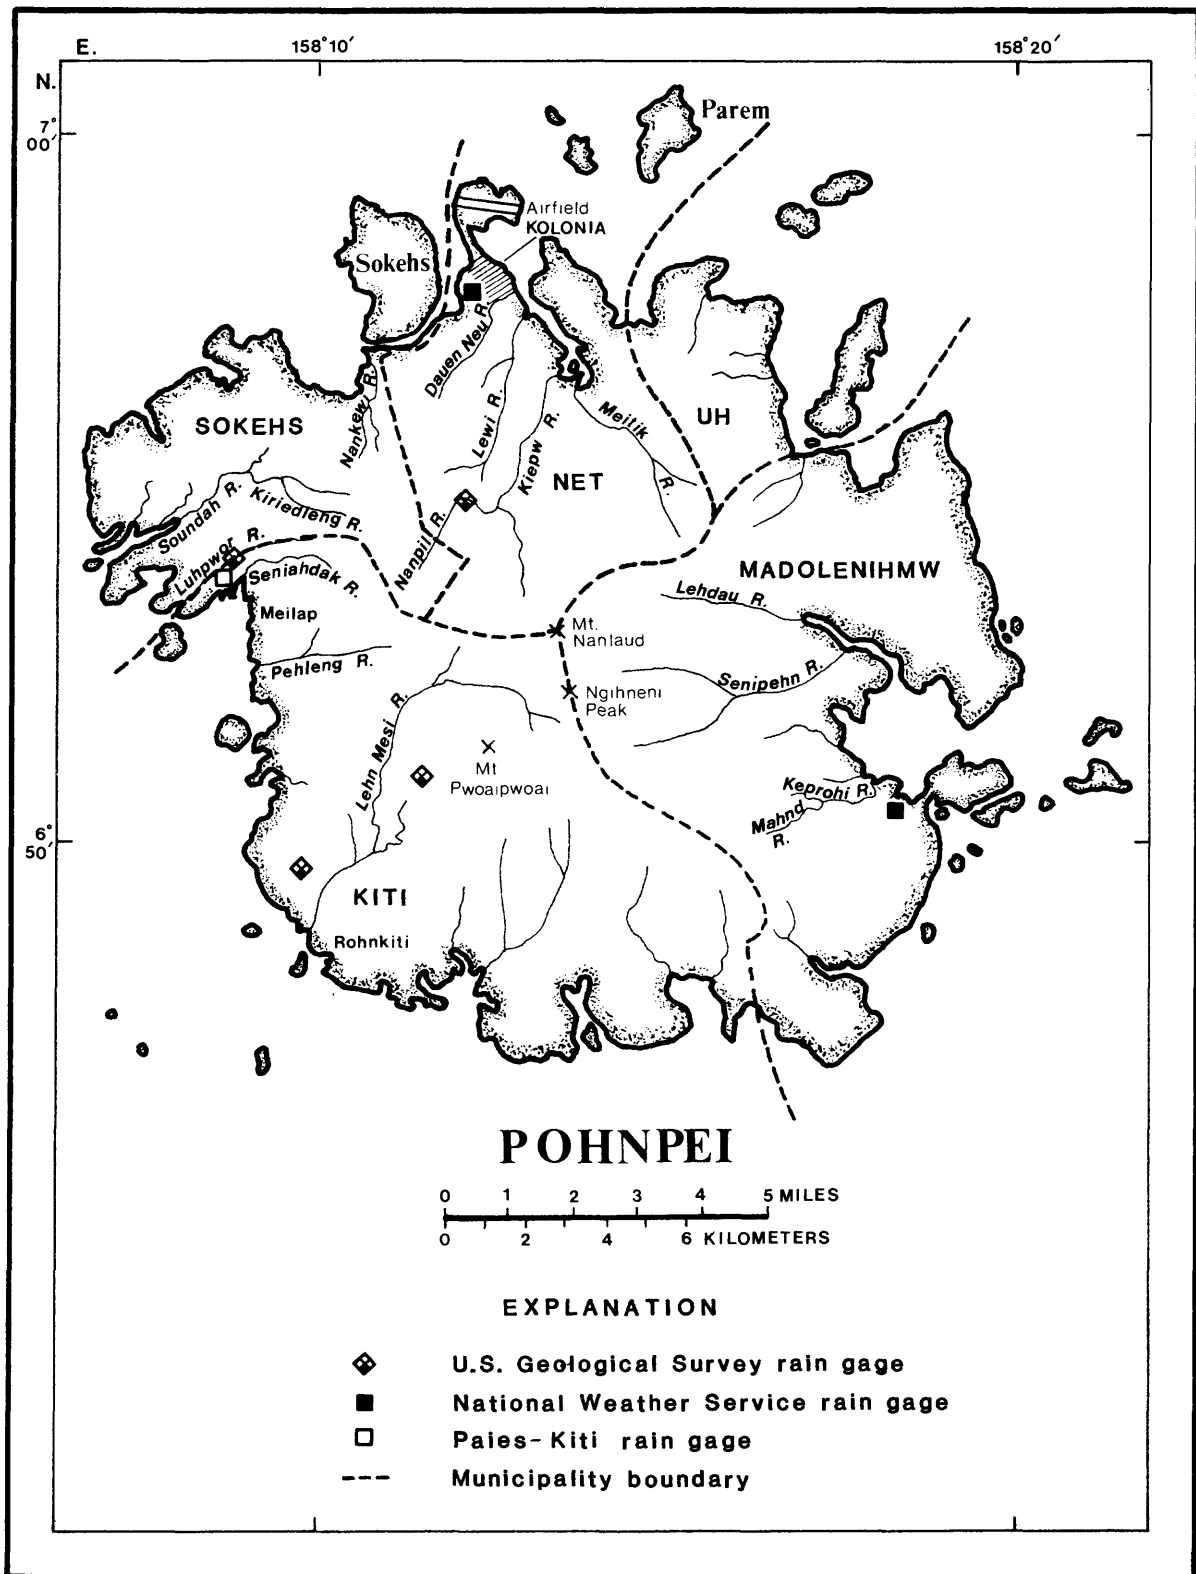 E.
158°10′
158°20′
N.
7°
00′
Parem
Airfield
KOLONIA
Sokehs
Dauen Neu R.
Nankewi R.
SOKEHS
Lewi R.
Kiepw R.
Meitik R.
UH
NET
Soundah R.
Kiriedleng R.
Luhpwor R.
Nanpil R.
Seniahdak R.
MADOLENIHMW
Lehdau R.
Meilap
Mt.
Nanlaud
Pehleng R.
Senipehn R.
Ngihneni
Peak
Lehn Mesi R.
Mt
Pwoaipwoai
Keprohi R.
Mahnd
R.
6°
50′
KITI
Rohnkiti
POHNPEI
0 1 2 3 4 5 MILES
0 2 4 6 KILOMETERS
EXPLANATION
U.S. Geological Survey rain gage
National Weather Service rain gage
Paies-Kiti rain gage
Municipality boundary